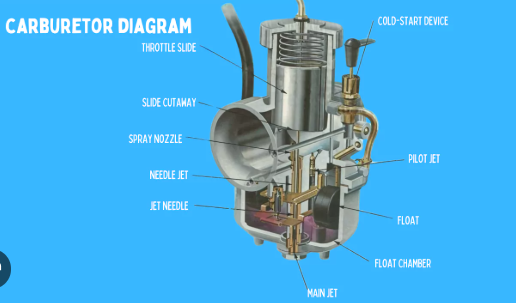 CARBURETOR DIAGRAM
COLD-START DEVICE
THROTTLE SLIDE
SLIDE CUTAWAY
SPRAY NOZZLE
PILOT JET
NEEDLE JET
JET NEEDLE
FLOAT
FLOAT CHAMBER
MAIN JET